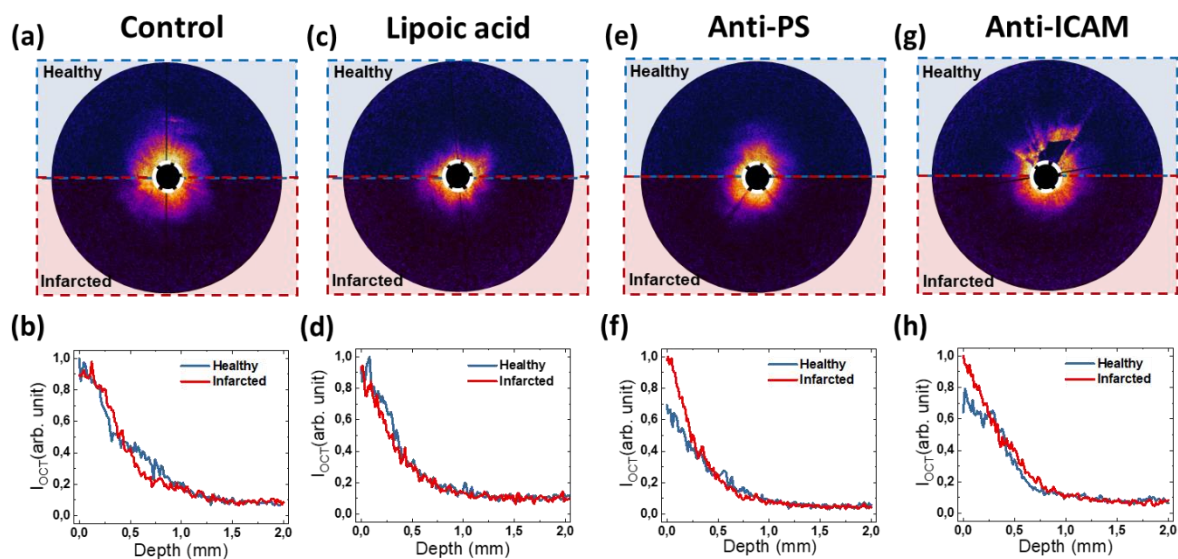 (a) Control (c) Lipoic acid (e) Anti-PS (g) Anti-ICAM
Healthy Healthy Healthy Healthy
Infarcted Infarcted Infarcted Infarcted
(b) (d) (f) (h)
I_OCT(arb. unit)
1,0
0,8
0,6
0,4
0,2
0,0
Healthy
Infarcted
0,0 0,5 1,0 1,5 2,0
Depth (mm)
I_OCT(arb. unit)
1,0
0,8
0,6
0,4
0,2
0,0
Healthy
Infarcted
0,0 0,5 1,0 1,5 2,0
Depth (mm)
I_OCT(arb. unit)
1,0
0,8
0,6
0,4
0,2
0,0
Healthy
Infarcted
0,0 0,5 1,0 1,5 2,0
Depth (mm)
I_OCT(arb. unit)
1,0
0,8
0,6
0,4
0,2
0,0
Healthy
Infarcted
0,0 0,5 1,0 1,5 2,0
Depth (mm)